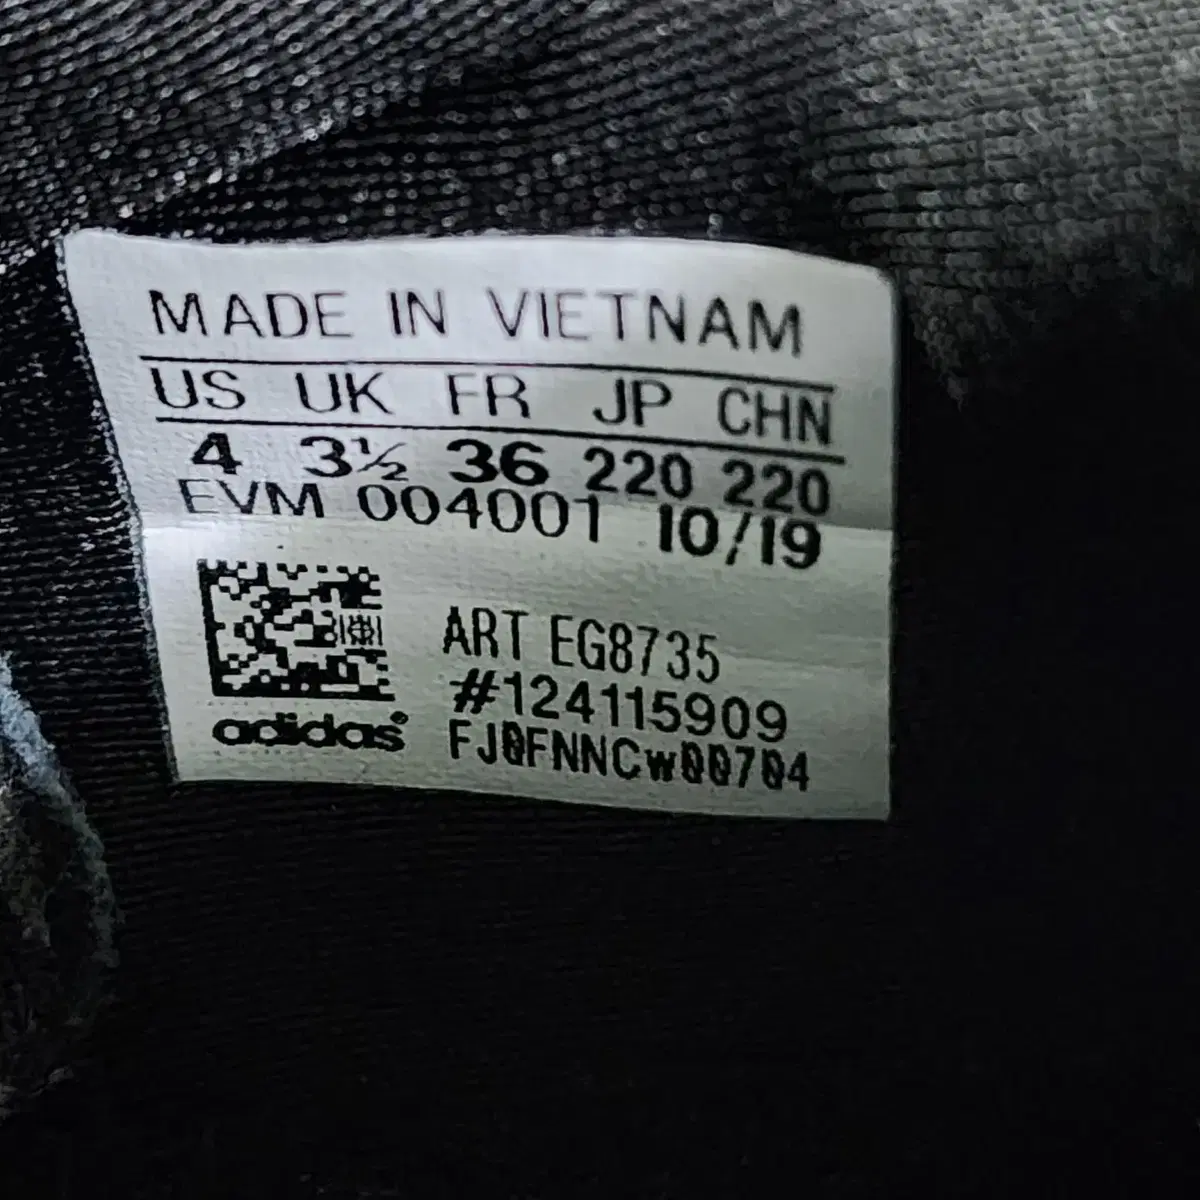 MADE IN VIETNAM
US UK FR JP CHN
4 3½ 36 220 220
EVM 004001 10/19
ART EG8735
#124115909
adidas® FJ0FNNCw00704